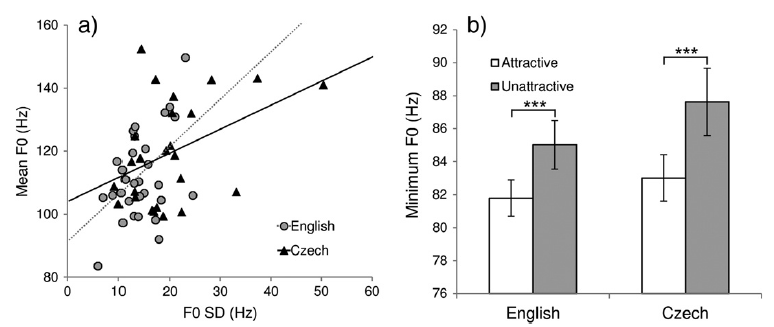 a)
160
140
120
100
80
Mean F0 (Hz)
0 10 20 30 40 50 60
F0 SD (Hz)
English
Czech
b)
92
90
88
86
84
82
80
78
76
Minimum F0 (Hz)
Attractive
Unattractive
***
***
English Czech